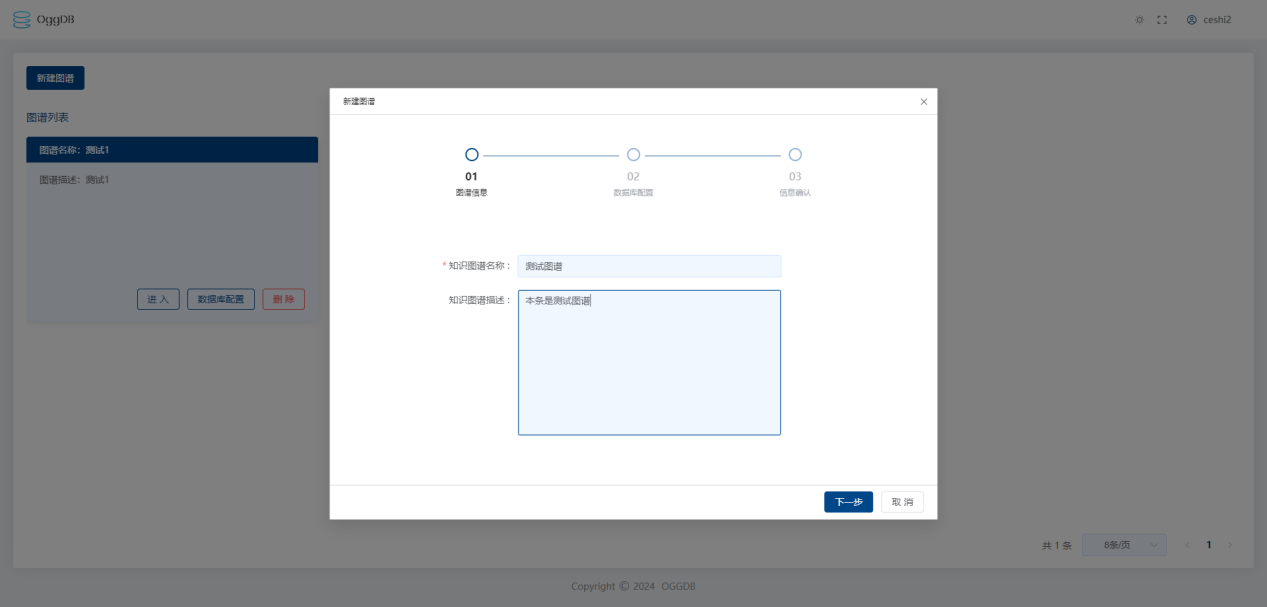 OggDB
ceshi2
新建图谱
图谱列表
图谱名称：测试1
图谱描述：测试1
进 入
数据库配置
删 除
新建图谱
01
02
03
图谱信息
数据库配置
信息确认
* 知识图谱名称：
测试图谱
知识图谱描述：
本条是测试图谱
下一步
取 消
共 1 条
8条/页
1
Copyright © 2024 OGGDB